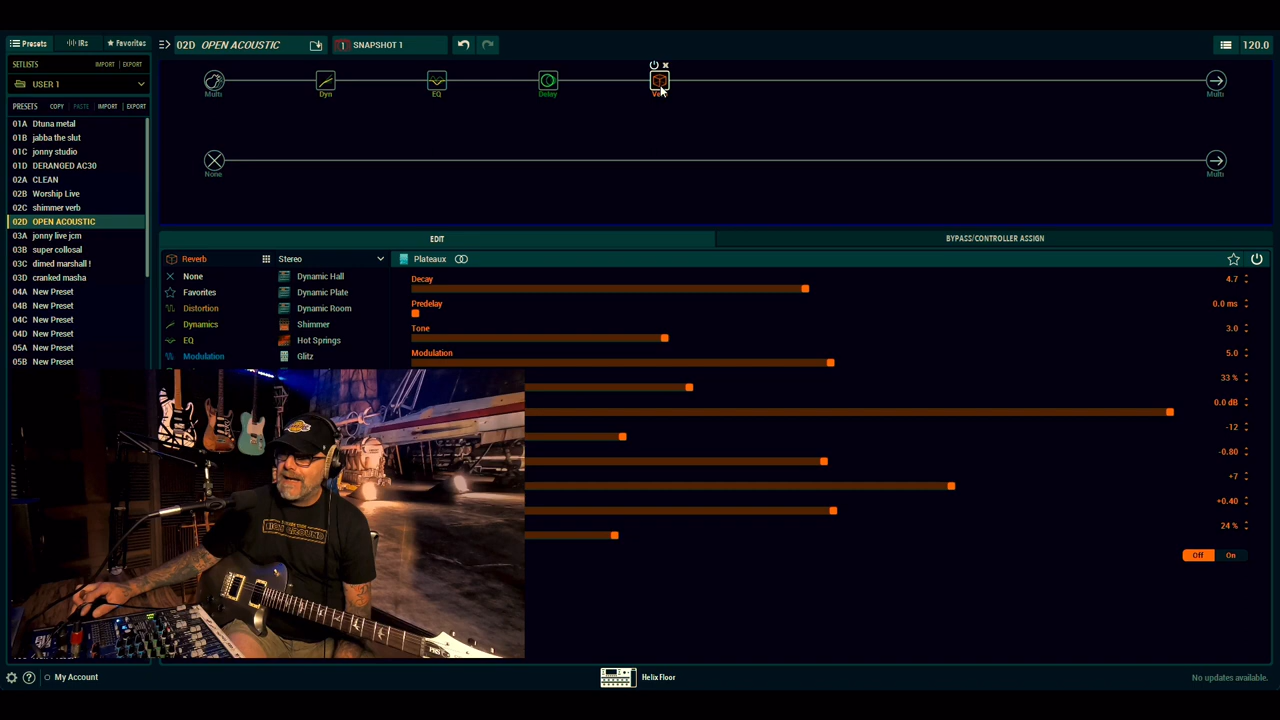 Presets IRs Favorites
02D OPEN ACOUSTIC
1 SNAPSHOT 1
120.0
SETLISTS IMPORT EXPORT
USER 1
PRESETS COPY PASTE IMPORT EXPORT
01A Dtuna metal
01B jabba the slut
01C jonny studio
01D DERANGED AC30
02A CLEAN
02B Worship Live
02C shimmer verb
02D OPEN ACOUSTIC
03A jonny live jcm
03B super collosal
03C dimed marshall !
03D cranked masha
04A New Preset
04B New Preset
04C New Preset
04D New Preset
05A New Preset
05B New Preset
Multi Dyn EQ Delay Multi
None Multi
EDIT BYPASS/CONTROLLER ASSIGN
Reverb Stereo
None Dynamic Hall
Favorites Dynamic Plate
Distortion Dynamic Room
Dynamics Shimmer
EQ Hot Springs
Modulation Glitz
Plateaux
Decay 4.7
Predelay 0.0 ms
Tone 3.0
Modulation 5.0
33 %
0.0 dB
-12
-0.80
+7
+0.40
24 %
Off On
PRS
My Account
Helix Floor
No updates available.